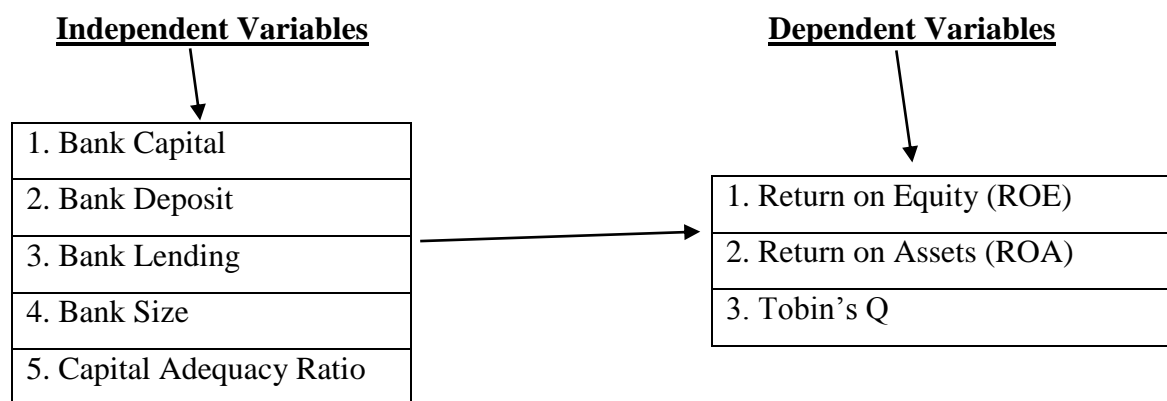 Independent Variables
Dependent Variables
1. Bank Capital
2. Bank Deposit
3. Bank Lending
4. Bank Size
5. Capital Adequacy Ratio
1. Return on Equity (ROE)
2. Return on Assets (ROA)
3. Tobin’s Q